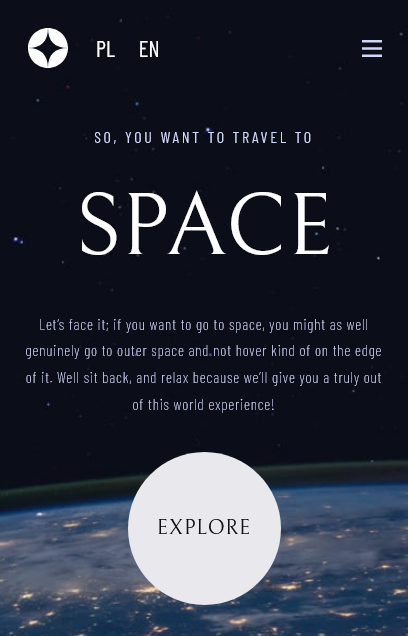 PL EN
SO, YOU WANT TO TRAVEL TO
SPACE
Let's face it; if you want to go to space, you might as well
genuinely go to outer space and not hover kind of on the edge
of it. Well sit back, and relax because we'll give you a truly out
of this world experience!
EXPLORE